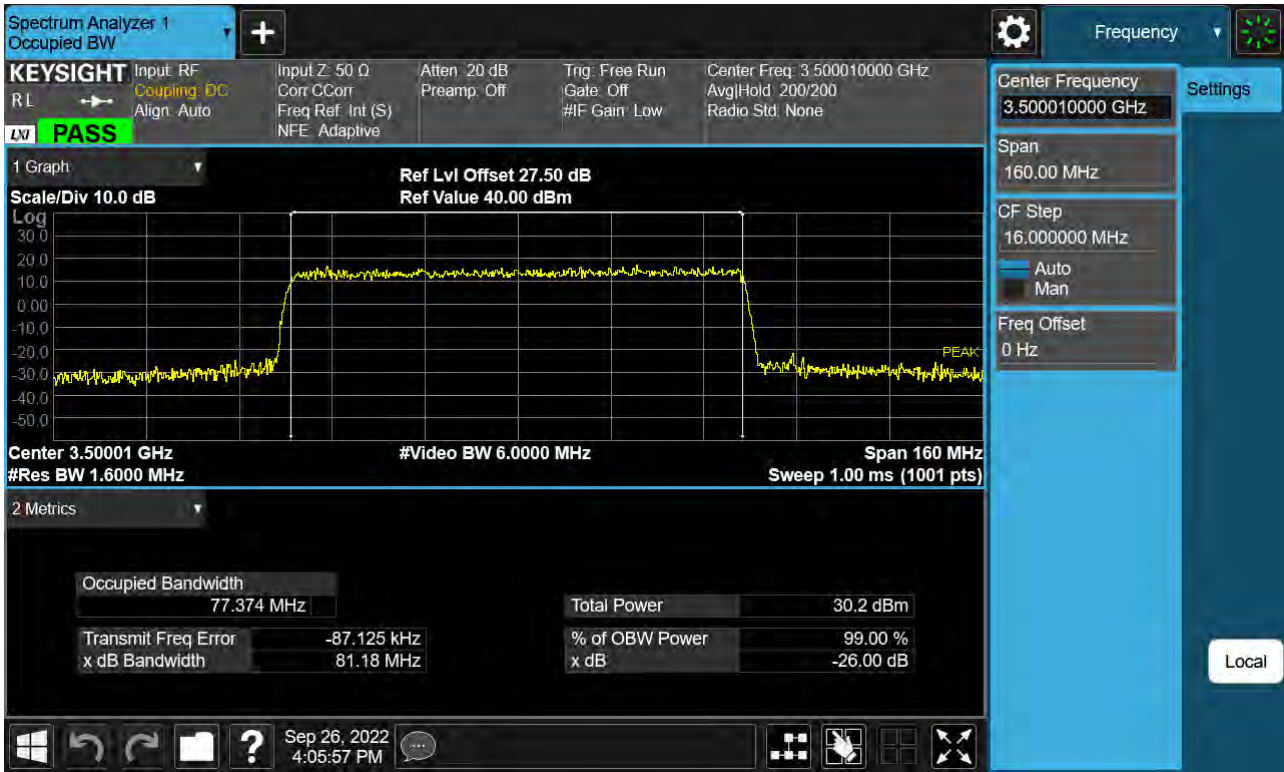 Spectrum Analyzer 1
Occupied BW
+
Frequency
KEYSIGHT
RL
LXI PASS
Input: RF
Coupling: DC
Align: Auto
Input Z: 50 Ω
Corr CCorr
Freq Ref: Int (S)
NFE: Adaptive
Atten: 20 dB
Preamp: Off
Trig: Free Run
Gate: Off
#IF Gain: Low
Center Freq: 3.500010000 GHz
Avg|Hold: 200/200
Radio Std: None
Center Frequency
3.500010000 GHz
Settings
Span
160.00 MHz
CF Step
16.000000 MHz
Auto
Man
Freq Offset
0 Hz
Local
1 Graph
Scale/Div 10.0 dB
Ref Lvl Offset 27.50 dB
Ref Value 40.00 dBm
Log
30.0
20.0
10.0
0.00
-10.0
-20.0
-30.0
-40.0
-50.0
PEAK
Center 3.50001 GHz
#Res BW 1.6000 MHz
#Video BW 6.0000 MHz
Span 160 MHz
Sweep 1.00 ms (1001 pts)
2 Metrics
Occupied Bandwidth
77.374 MHz
Total Power 30.2 dBm
Transmit Freq Error -87.125 kHz
% of OBW Power 99.00 %
x dB Bandwidth 81.18 MHz
x dB -26.00 dB
?
Sep 26, 2022
4:05:57 PM